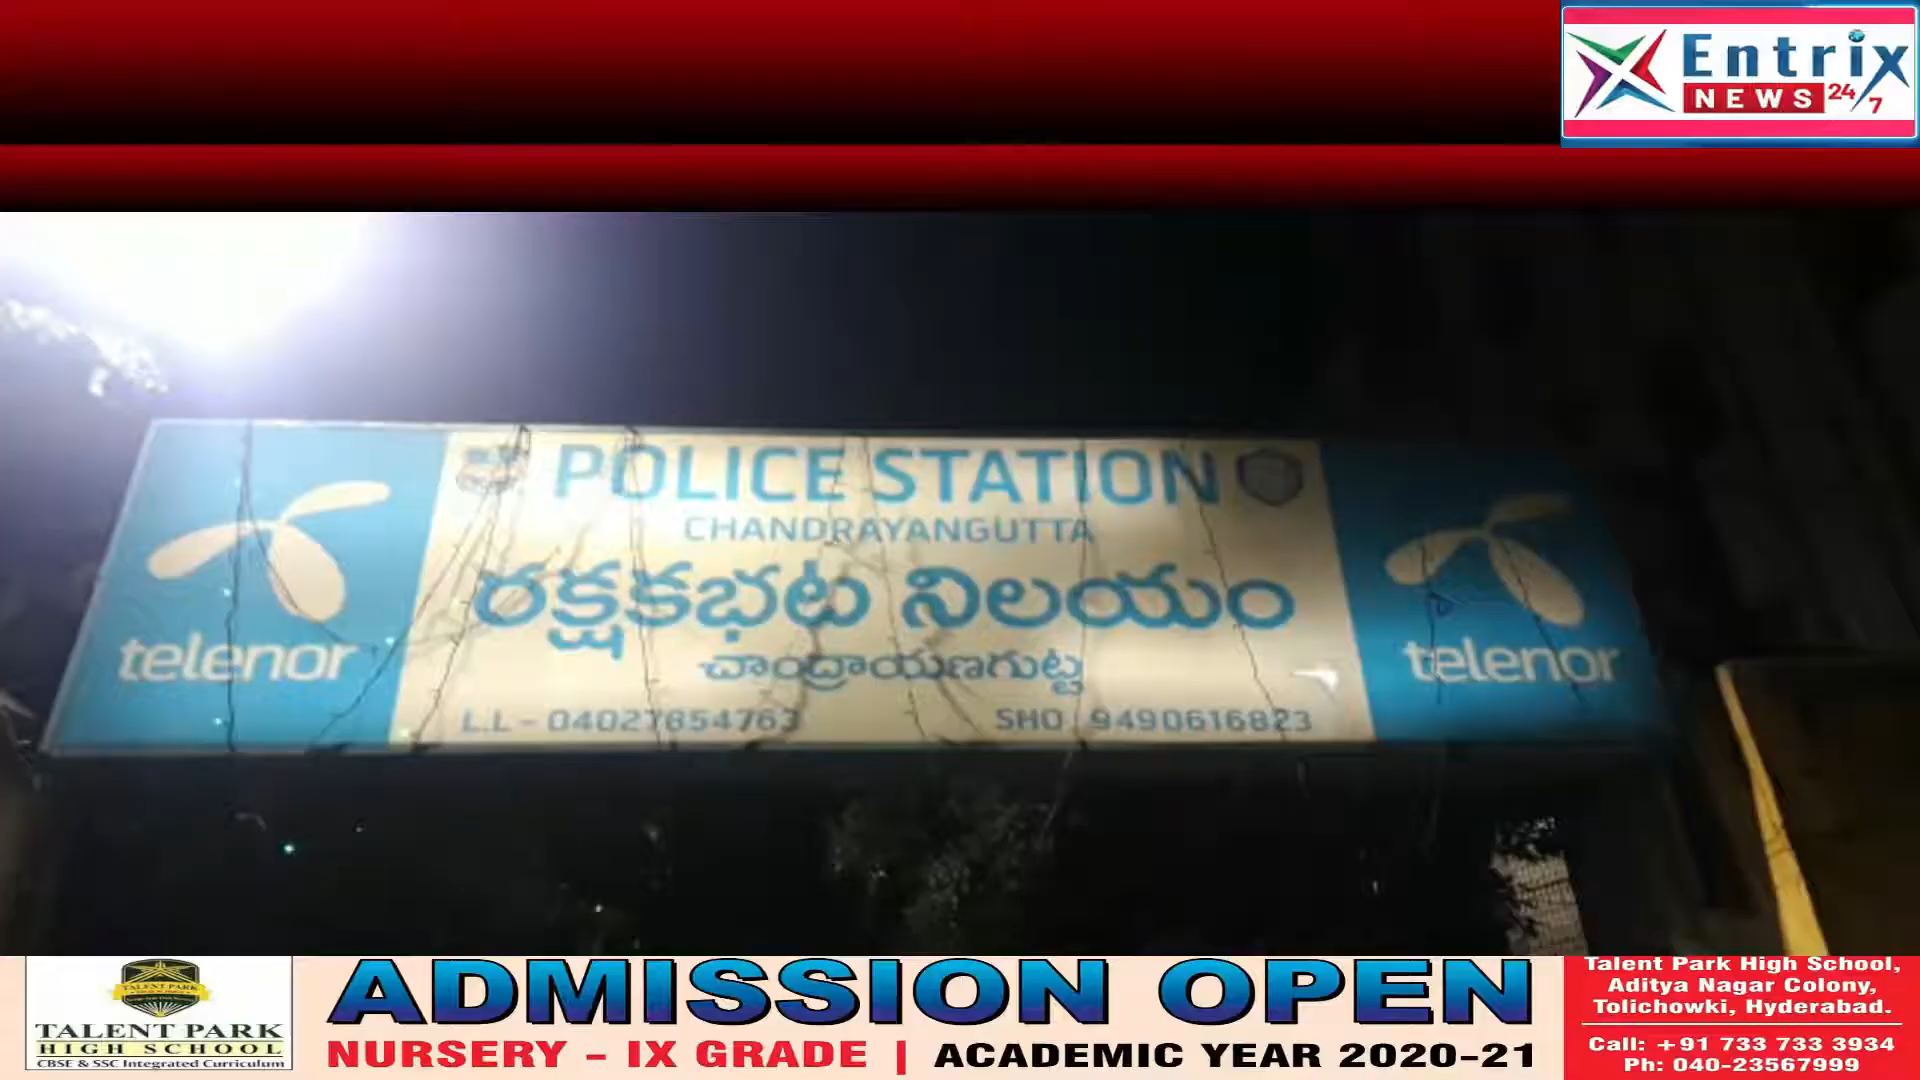 Entrix
NEWS 24/7
POLICE STATION
CHANDRAYANGUTTA
రక్షకభట నిలయం
చాంద్రాయణగుట్ట
telenor
telenor
L.L - 04027854763
SHO 9490616823
TALENT PARK
TALENT PARK
HIGH SCHOOL
CBSE & SSC Integrated Curriculum
ADMISSION OPEN
NURSERY - IX GRADE | ACADEMIC YEAR 2020-21
Talent Park High School,
Aditya Nagar Colony,
Tolichowki, Hyderabad.
Call: +91 733 733 3934
Ph: 040-23567999